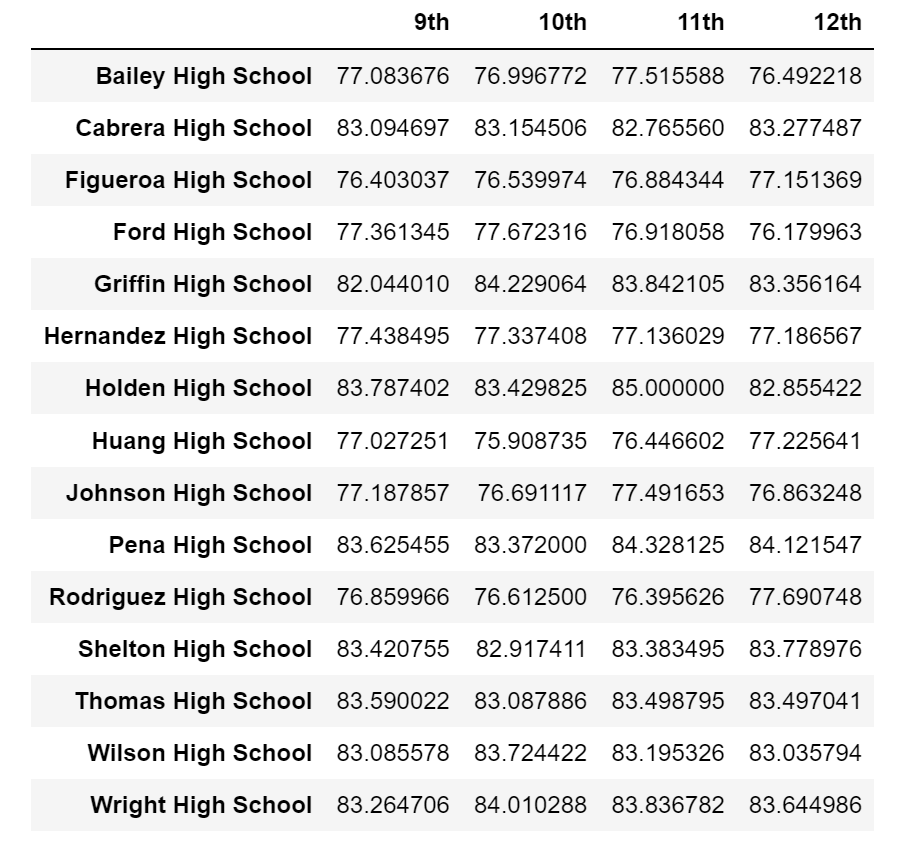 9th 10th 11th 12th
Bailey High School 77.083676 76.996772 77.515588 76.492218
Cabrera High School 83.094697 83.154506 82.765560 83.277487
Figueroa High School 76.403037 76.539974 76.884344 77.151369
Ford High School 77.361345 77.672316 76.918058 76.179963
Griffin High School 82.044010 84.229064 83.842105 83.356164
Hernandez High School 77.438495 77.337408 77.136029 77.186567
Holden High School 83.787402 83.429825 85.000000 82.855422
Huang High School 77.027251 75.908735 76.446602 77.225641
Johnson High School 77.187857 76.691117 77.491653 76.863248
Pena High School 83.625455 83.372000 84.328125 84.121547
Rodriguez High School 76.859966 76.612500 76.395626 77.690748
Shelton High School 83.420755 82.917411 83.383495 83.778976
Thomas High School 83.590022 83.087886 83.498795 83.497041
Wilson High School 83.085578 83.724422 83.195326 83.035794
Wright High School 83.264706 84.010288 83.836782 83.644986